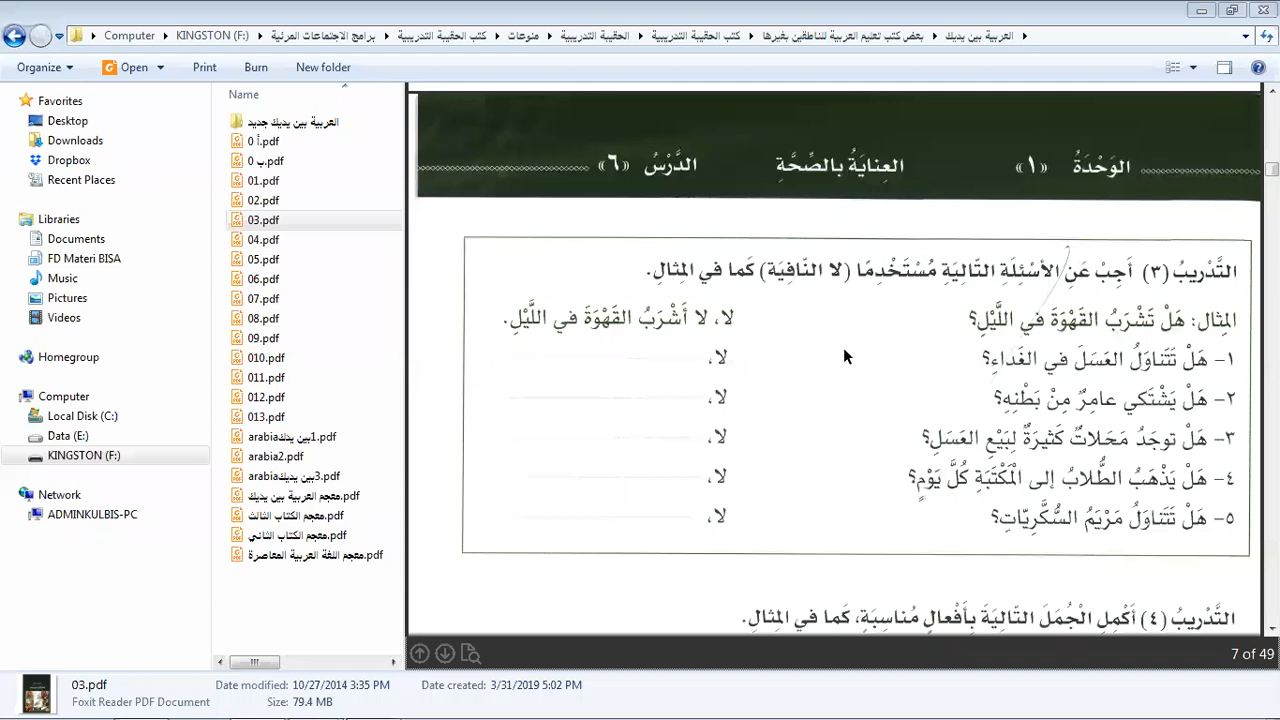 Computer ▸ KINGSTON (F:) ▸ برامج الاجتماعات المرئية ▸ كتب الحقيبة التدريبية ▸ منوعات ▸ الحقيبة التدريبية ▸ كتب الحقيبة التدريبية ▸ بعض كتب تعليم العربية للناطقين بغيرها ▸ العربية بين يديك ▸
Organize Open Print Burn New folder
Favorites
Desktop
Downloads
Dropbox
Recent Places
Libraries
Documents
FD Materi BISA
Music
Pictures
Videos
Homegroup
Computer
Local Disk (C:)
Data (E:)
KINGSTON (F:)
Network
ADMINKULBIS-PC
Name
العربية بين يديك جديد
0 أ.pdf
0 ب.pdf
01.pdf
02.pdf
03.pdf
04.pdf
05.pdf
06.pdf
07.pdf
08.pdf
09.pdf
010.pdf
011.pdf
012.pdf
013.pdf
arabia1بين يديك.pdf
arabia2.pdf
arabia3بين يديك.pdf
معجم العربية بين يديك.pdf
معجم الكتاب الثالث.pdf
معجم الكتاب الثاني.pdf
معجم اللغة العربية المعاصرة.pdf
الوَحْدَةُ «١» العِنايَةُ بالصِّحَّةِ الدَّرْسُ «٦»
التَّدْريبُ (٣) أَجِبْ عَنِ الأسْئِلَةِ التّالِيَةِ مُسْتَخْدِمًا (لا النّافِيَة) كَما في المِثالِ.
المِثال: هَلْ تَشْرَبُ القَهْوَةَ في اللَّيْلِ؟ لا، لا أَشْرَبُ القَهْوَةَ في اللَّيْلِ.
١- هَلْ تَتَناوَلُ العَسَلَ في الغَداءِ؟ لا،
٢- هَلْ يَشْتَكي عامِرٌ مِنْ بَطْنِهِ؟ لا،
٣- هَلْ توجَدُ مَحَلاتٌ كَثيرَةٌ لِبَيْعِ العَسَلِ؟ لا،
٤- هَلْ يَذْهَبُ الطُّلابُ إلى الْمَكْتَبَةِ كُلَّ يَوْمٍ؟ لا،
٥- هَلْ تَتَناوَلُ مَرْيَمُ السُّكَّرِيّاتِ؟ لا،
التَّدْريبُ (٤) أَكْمِلِ الْجُمَلَ التّالِيَةَ بِأَفْعالٍ مُناسِبَةٍ، كَما في المِثالِ.
7 of 49
03.pdf Date modified: 10/27/2014 3:35 PM Date created: 3/31/2019 5:02 PM
Foxit Reader PDF Document Size: 79.4 MB